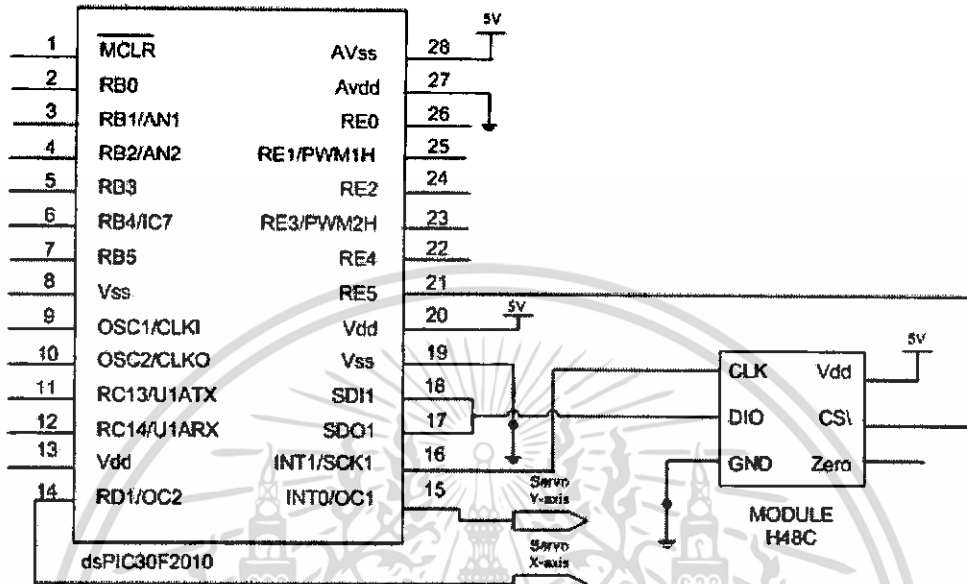 5V
1 MCLR AVss 28
2 RB0 Avdd 27
3 RB1/AN1 RE0 26
4 RB2/AN2 RE1/PWM1H 25
5 RB3 RE2 24
6 RB4/IC7 RE3/PWM2H 23
7 RB5 RE4 22
8 Vss RE5 21
9 OSC1/CLKI Vdd 20 5V
10 OSC2/CLKO Vss 19
11 RC13/U1ATX SDI1 18
12 RC14/U1ARX SDO1 17
13 Vdd INT1/SCK1 16
14 RD1/OC2 INT0/OC1 15
dsPIC30F2010
Servo
Y-axis
Servo
X-axis
5V
CLK Vdd
DIO CS\
GND Zero
MODULE
H48C